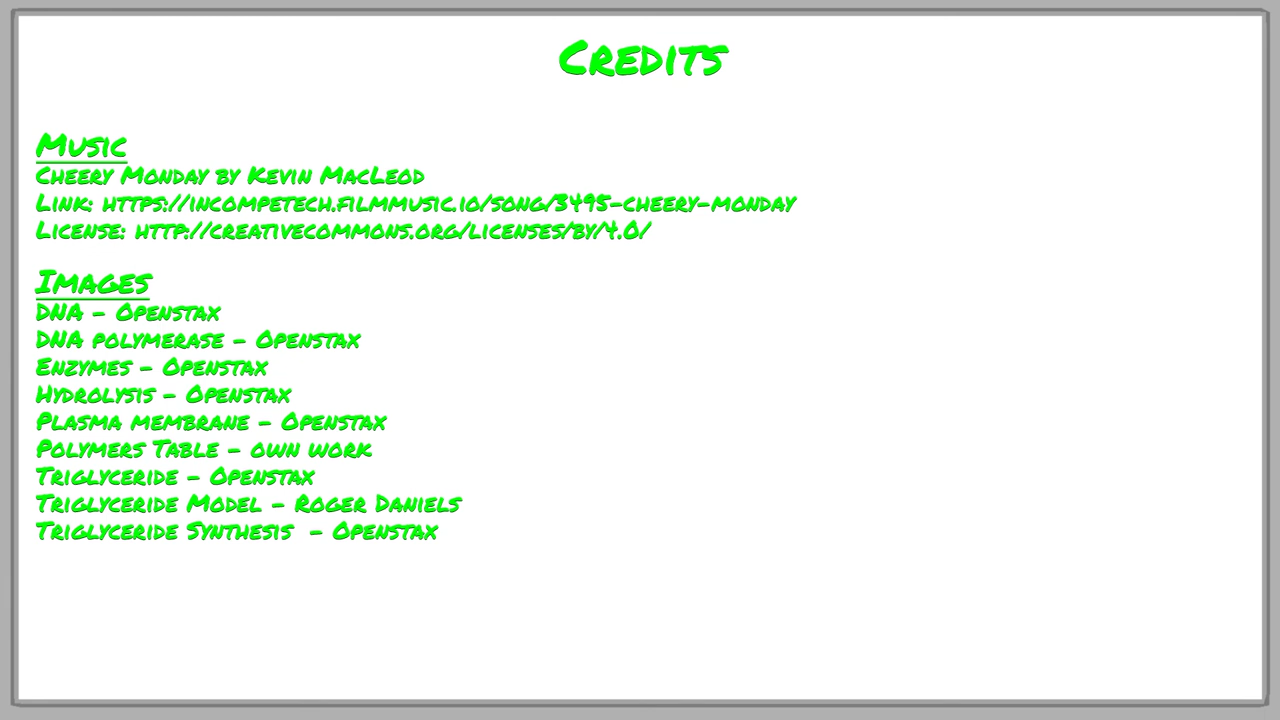 Credits
Music
Cheery Monday by Kevin MacLeod
Link: https://incompetech.filmmusic.io/song/3495-cheery-monday
License: http://creativecommons.org/licenses/by/4.0/
Images
DNA - Openstax
DNA polymerase - Openstax
Enzymes - Openstax
Hydrolysis - Openstax
Plasma membrane - Openstax
Polymers Table - own work
Triglyceride - Openstax
Triglyceride Model - Roger Daniels
Triglyceride Synthesis - Openstax